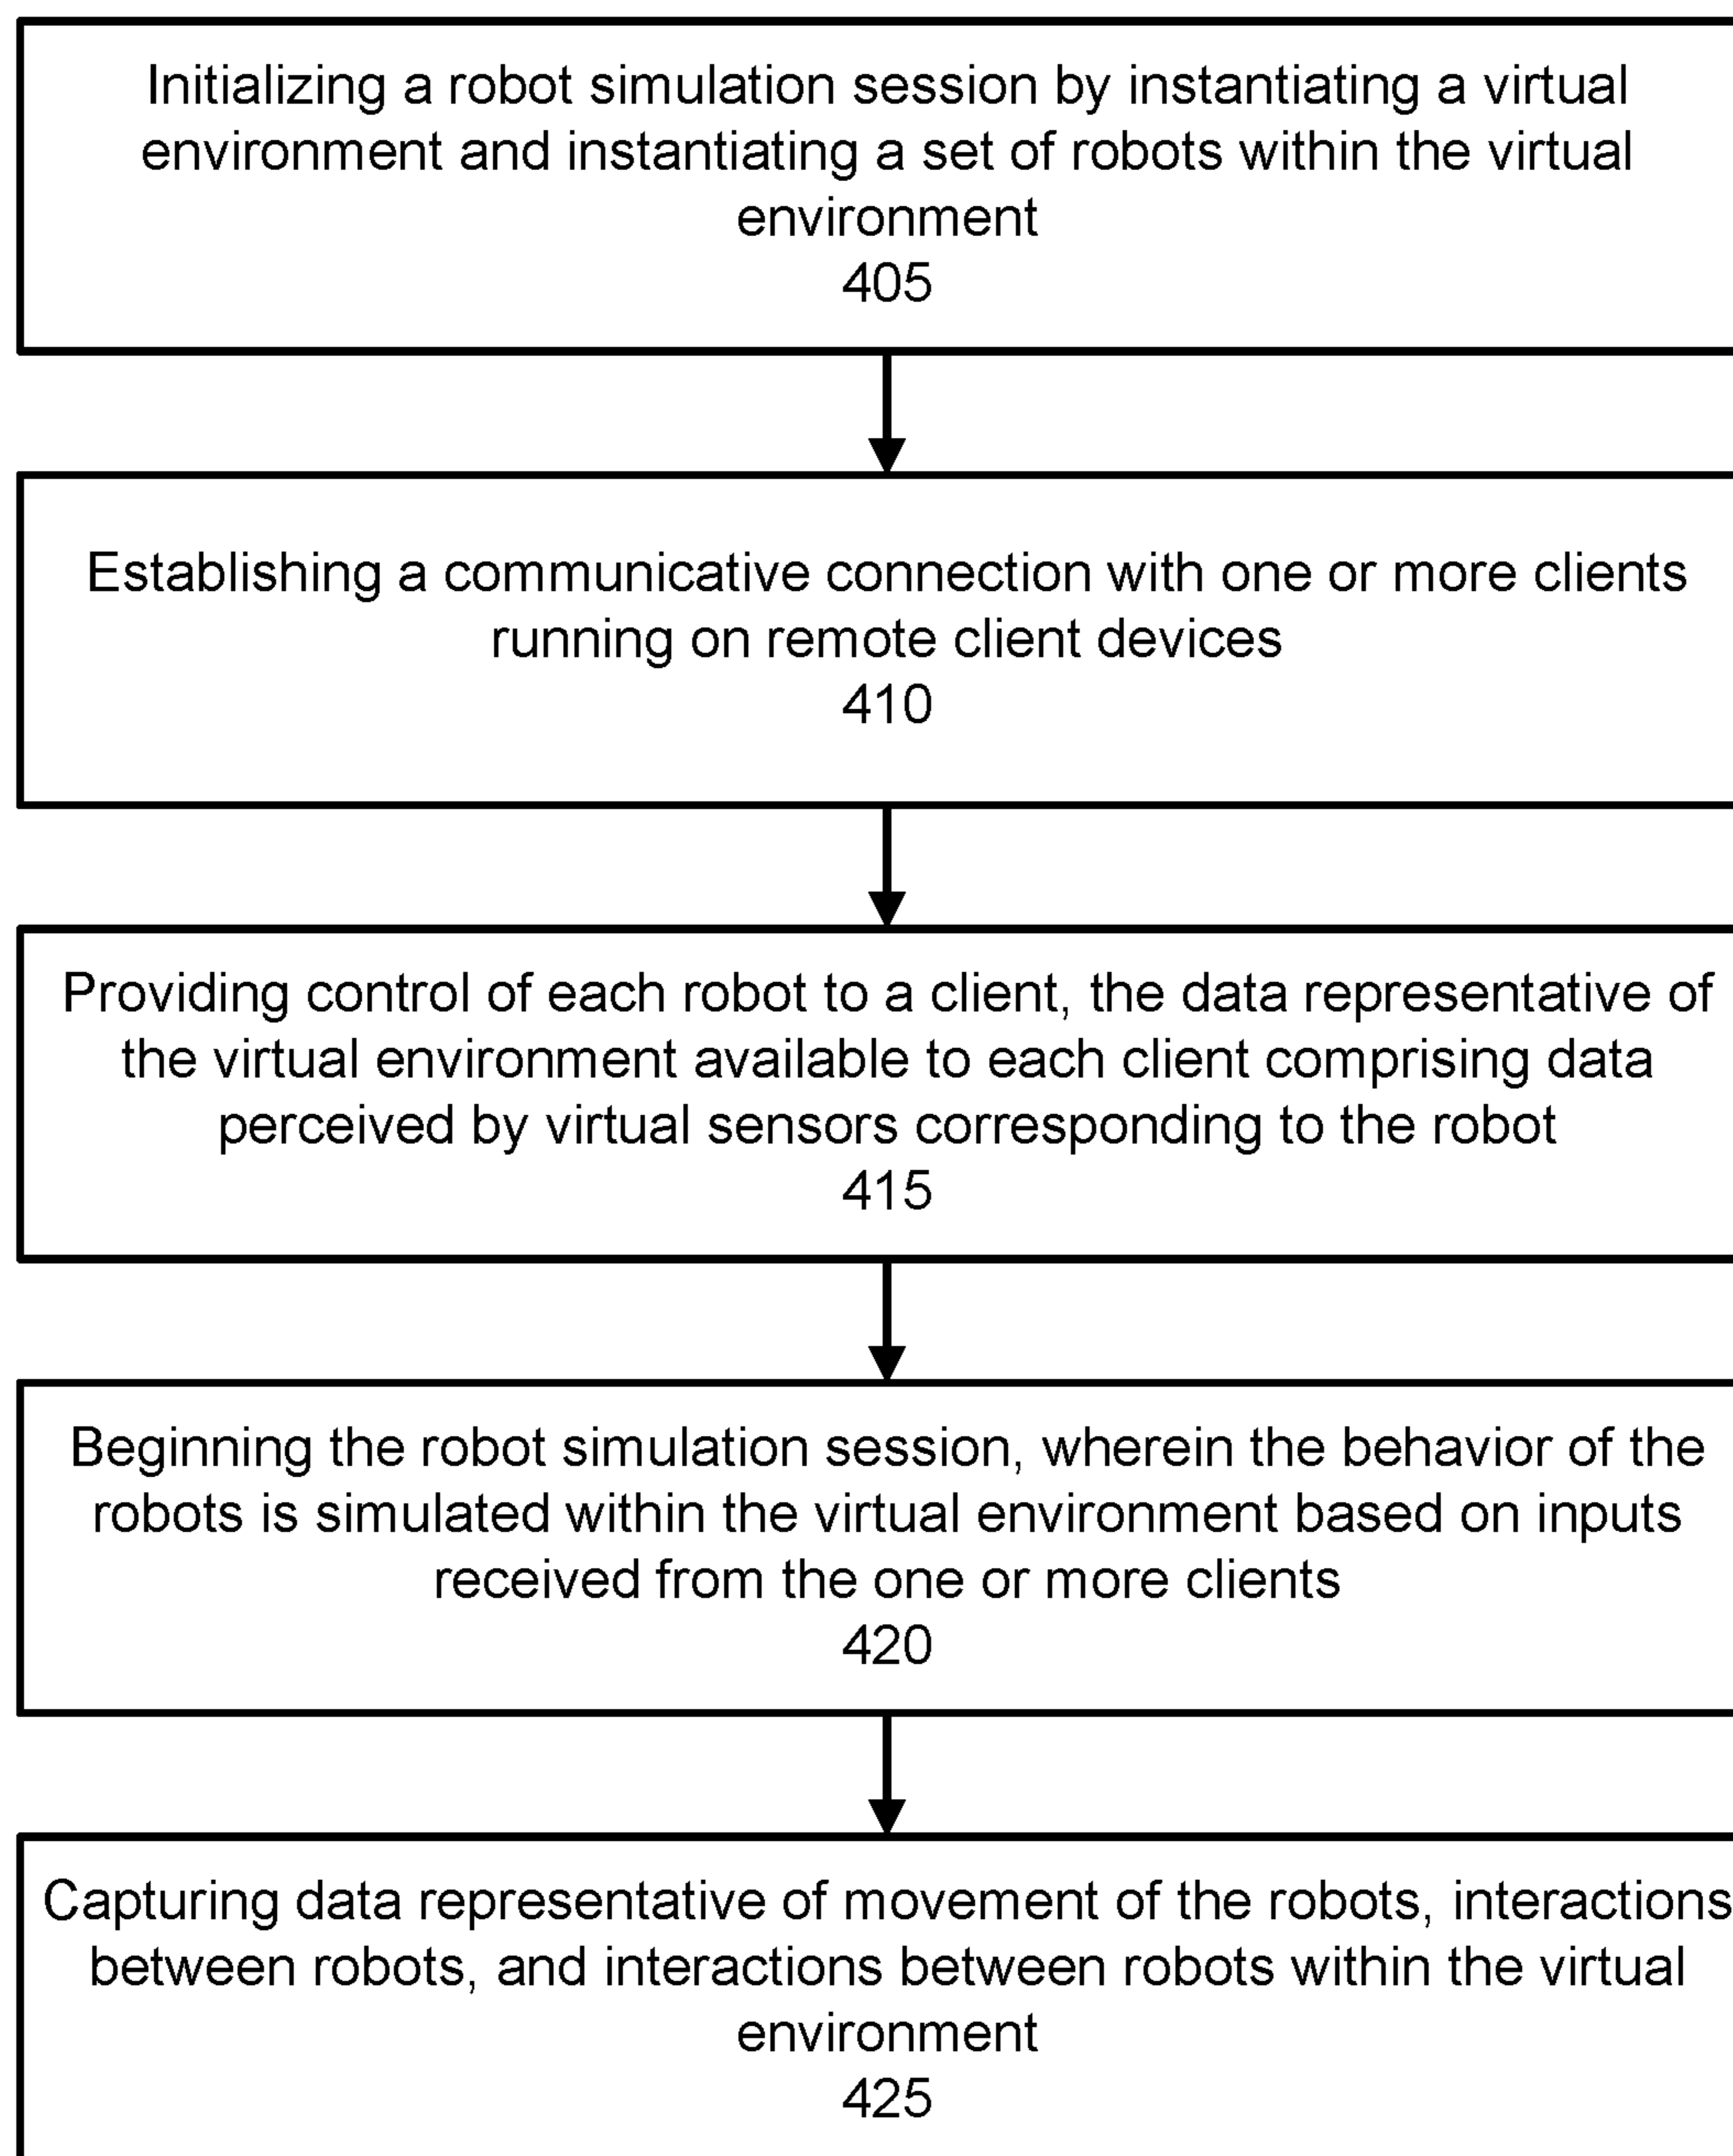 Initializing a robot simulation session by instantiating a virtual
environment and instantiating a set of robots within the virtual
environment
405
Establishing a communicative connection with one or more clients
running on remote client devices
410
Providing control of each robot to a client, the data representative of
the virtual environment available to each client comprising data
perceived by virtual sensors corresponding to the robot
415
Beginning the robot simulation session, wherein the behavior of the
robots is simulated within the virtual environment based on inputs
received from the one or more clients
420
Capturing data representative of movement of the robots, interactions
between robots, and interactions between robots within the virtual
environment
425